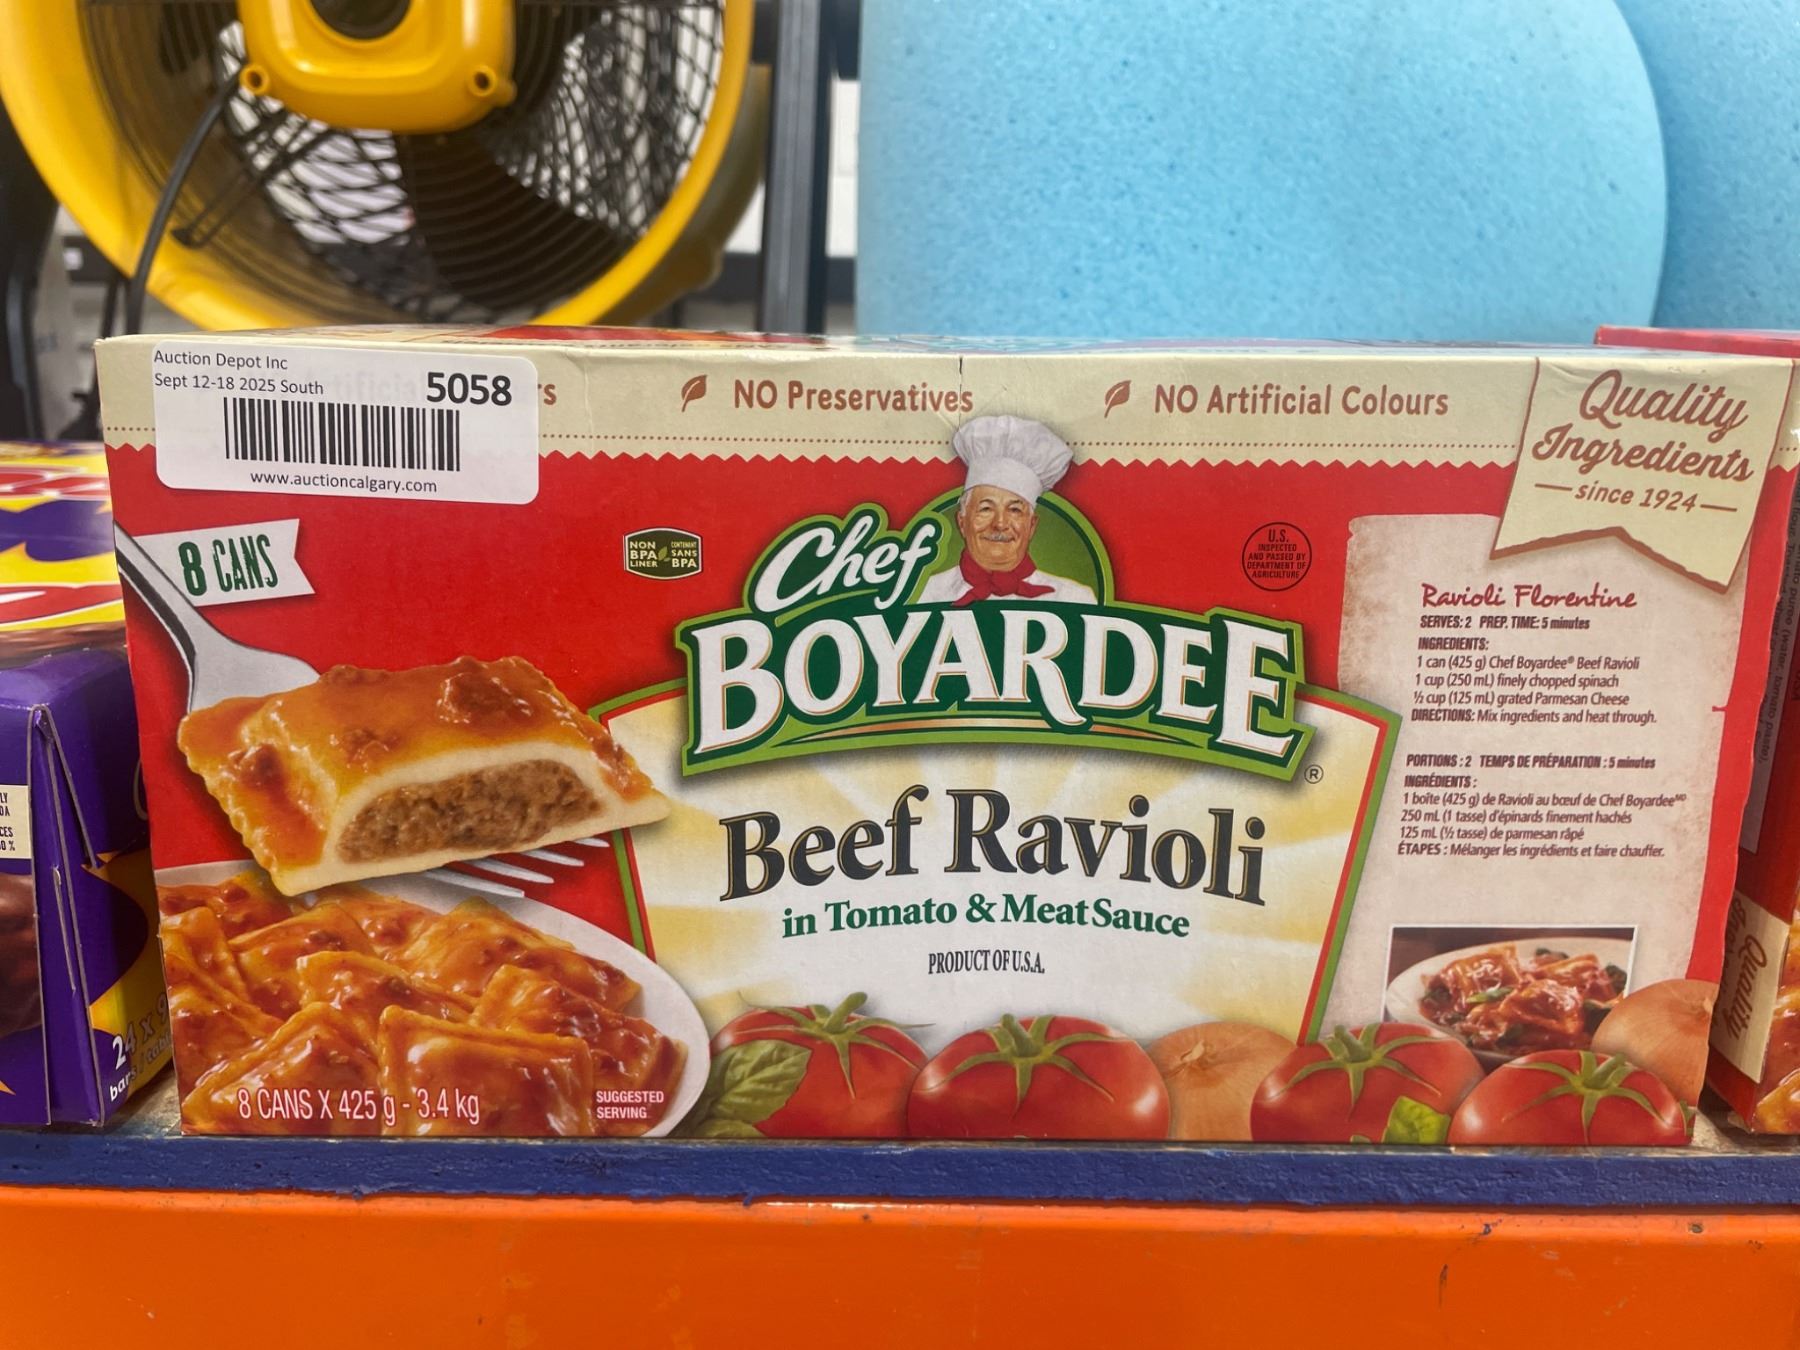 Auction Depot Inc
Sept 12-18 2025 South
5058
www.auctioncalgary.com
NO Preservatives
NO Artificial Colours
Quality
Ingredients
since 1924
8 CANS
NON
BPA
LINER
CONTENANT
SANS
BPA
Chef
BOYARDEE®
U.S.
INSPECTED
AND PASSED BY
DEPARTMENT OF
AGRICULTURE
Beef Ravioli
in Tomato & Meat Sauce
PRODUCT OF U.S.A.
Ravioli Florentine
SERVES: 2 PREP. TIME: 5 minutes
INGREDIENTS:
1 can (425 g) Chef Boyardee® Beef Ravioli
1 cup (250 mL) finely chopped spinach
½ cup (125 mL) grated Parmesan Cheese
DIRECTIONS: Mix ingredients and heat through.
PORTIONS : 2 TEMPS DE PRÉPARATION : 5 minutes
INGRÉDIENTS :
1 boîte (425 g) de Ravioli au bœuf de Chef Boyardee MD
250 mL (1 tasse) d'épinards finement hachés
125 mL (½ tasse) de parmesan râpé
ÉTAPES : Mélanger les ingrédients et faire chauffer.
8 CANS X 425 g - 3.4 kg
SUGGESTED
SERVING
24 x 9
bars
Quality